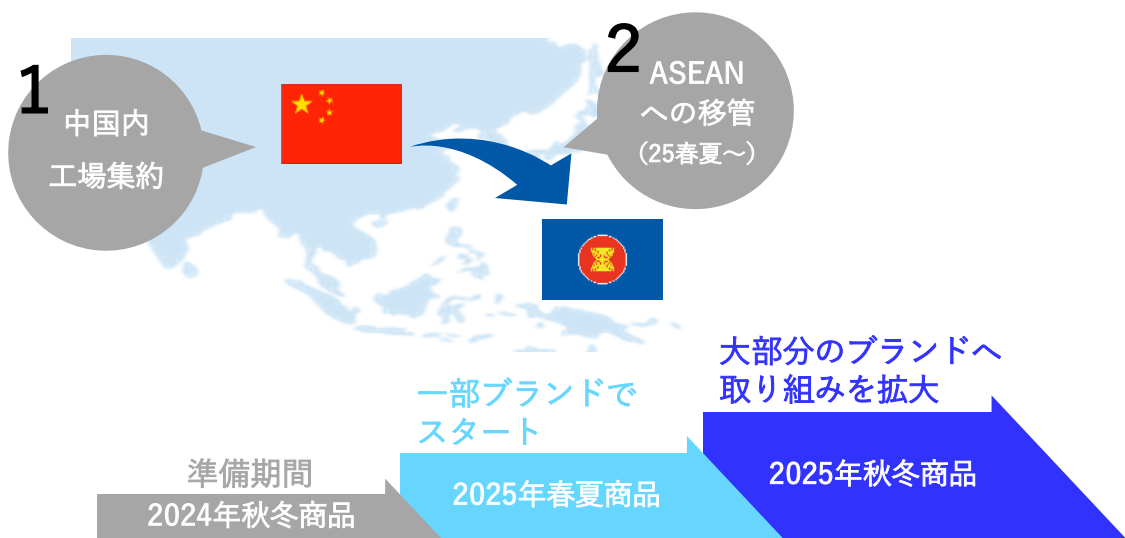 1
中国内
工場集約
2
ASEAN
への移管
（25春夏～）
大部分のブランドへ
取り組みを拡大
一部ブランドで
スタート
準備期間
2024年秋冬商品
2025年春夏商品
2025年秋冬商品